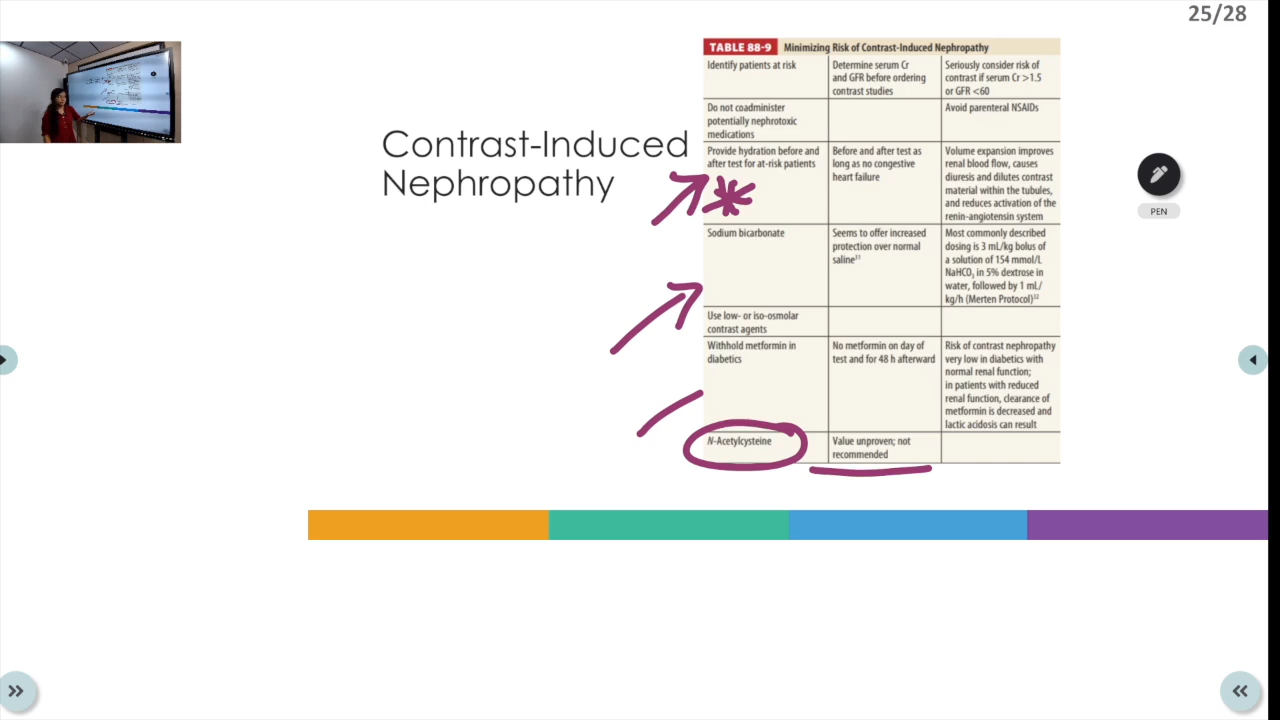 25/28
Contrast-Induced
Nephropathy
TABLE 88-9 Minimizing Risk of Contrast-Induced Nephropathy
Identify patients at risk
Determine serum Cr
and GFR before ordering
contrast studies
Seriously consider risk of
contrast if serum Cr >1.5
or GFR <60
Do not coadminister
potentially nephrotoxic
medications
Avoid parenteral NSAIDs
Provide hydration before and
after test for at-risk patients
Before and after test as
long as no congestive
heart failure
Volume expansion improves
renal blood flow, causes
diuresis and dilutes contrast
material within the tubules,
and reduces activation of the
renin-angiotensin system
Sodium bicarbonate
Seems to offer increased
protection over normal
saline³¹
Most commonly described
dosing is 3 mL/kg bolus of
a solution of 154 mmol/L
NaHCO₃ in 5% dextrose in
water, followed by 1 mL/
kg/h (Merten Protocol)³²
Use low- or iso-osmolar
contrast agents
Withhold metformin in
diabetics
No metformin on day of
test and for 48 h afterward
Risk of contrast nephropathy
very low in diabetics with
normal renal function;
in patients with reduced
renal function, clearance of
metformin is decreased and
lactic acidosis can result
N-Acetylcysteine
Value unproven; not
recommended
PEN